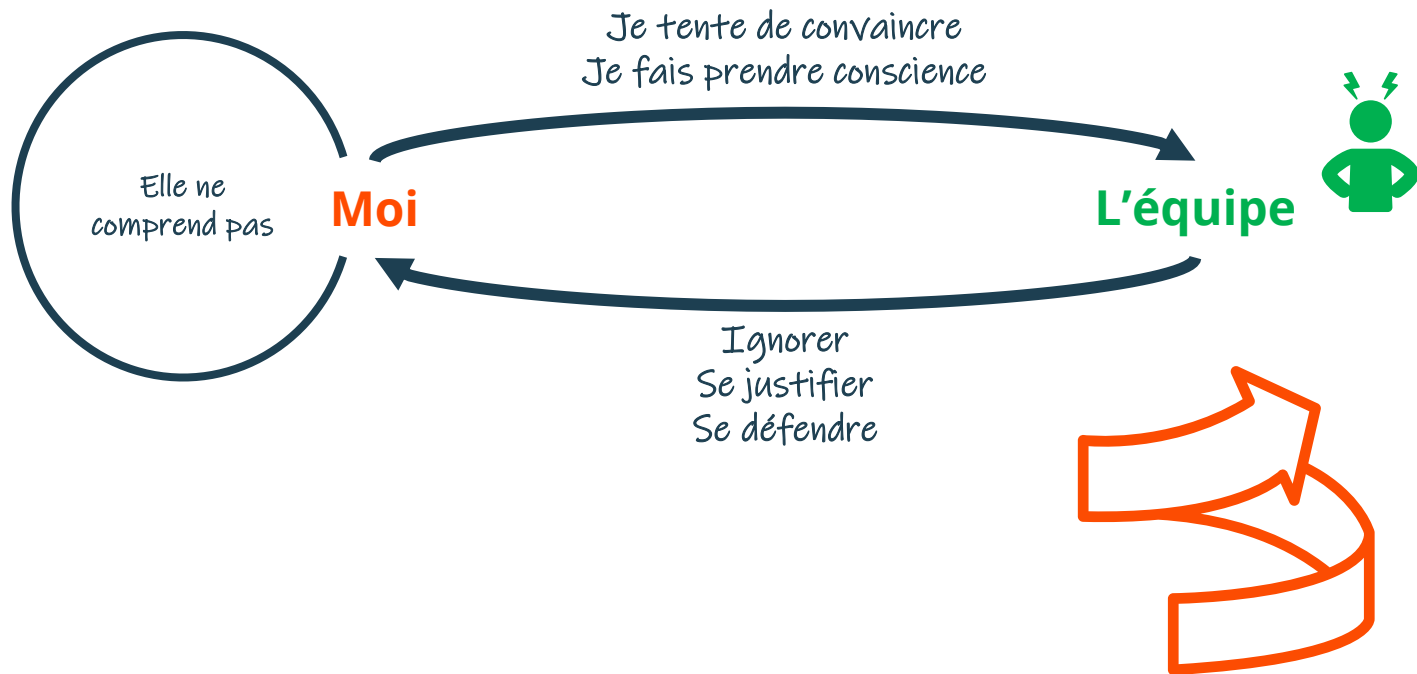 Je tente de convaincre
Je fais prendre conscience
Elle ne
comprend pas
Moi
L’équipe
Ignorer
Se justifier
Se défendre